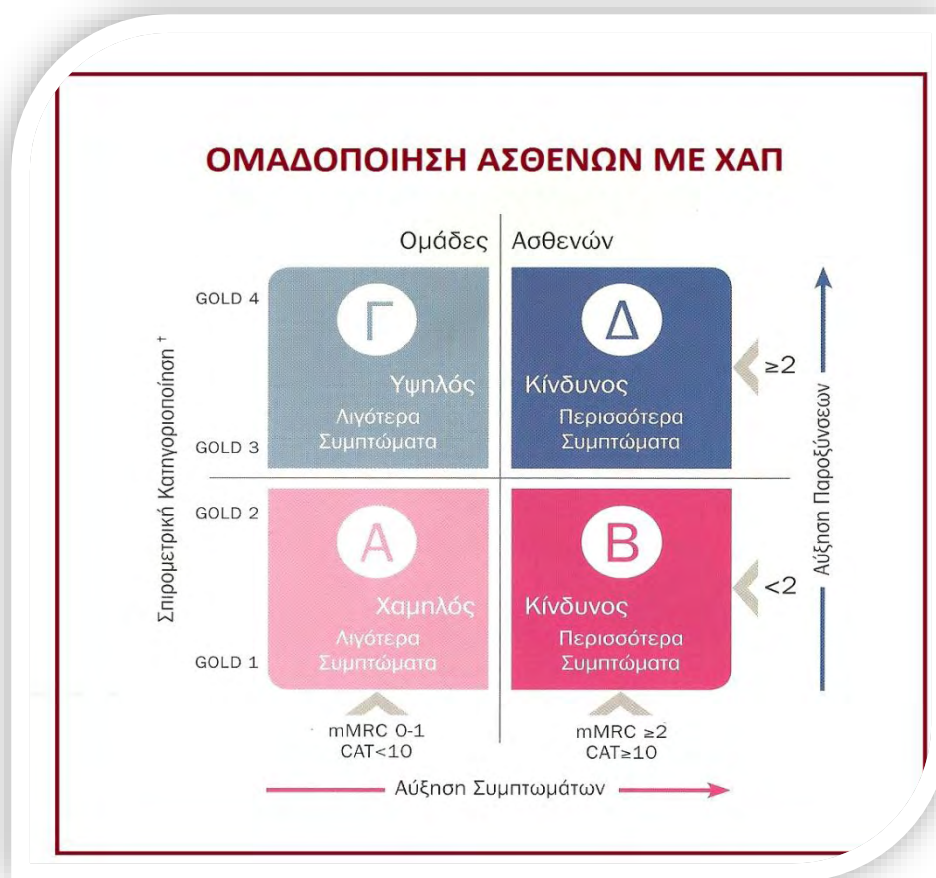 ΟΜΑΔΟΠΟΙΗΣΗ ΑΣΘΕΝΩΝ ΜΕ ΧΑΠ
Ομάδες Ασθενών
Σπιρομετρική Κατηγοριοποίηση †
GOLD 4
GOLD 3
GOLD 2
GOLD 1
Γ
Υψηλός
Λιγότερα
Συμπτώματα
Δ
Κίνδυνος
Περισσότερα
Συμπτώματα
≥2
Α
Χαμηλός
Λιγότερα
Συμπτώματα
Β
Κίνδυνος
Περισσότερα
Συμπτώματα
<2
Αύξηση Παροξύνσεων
mMRC 0-1
CAT<10
mMRC ≥2
CAT≥10
Αύξηση Συμπτωμάτων